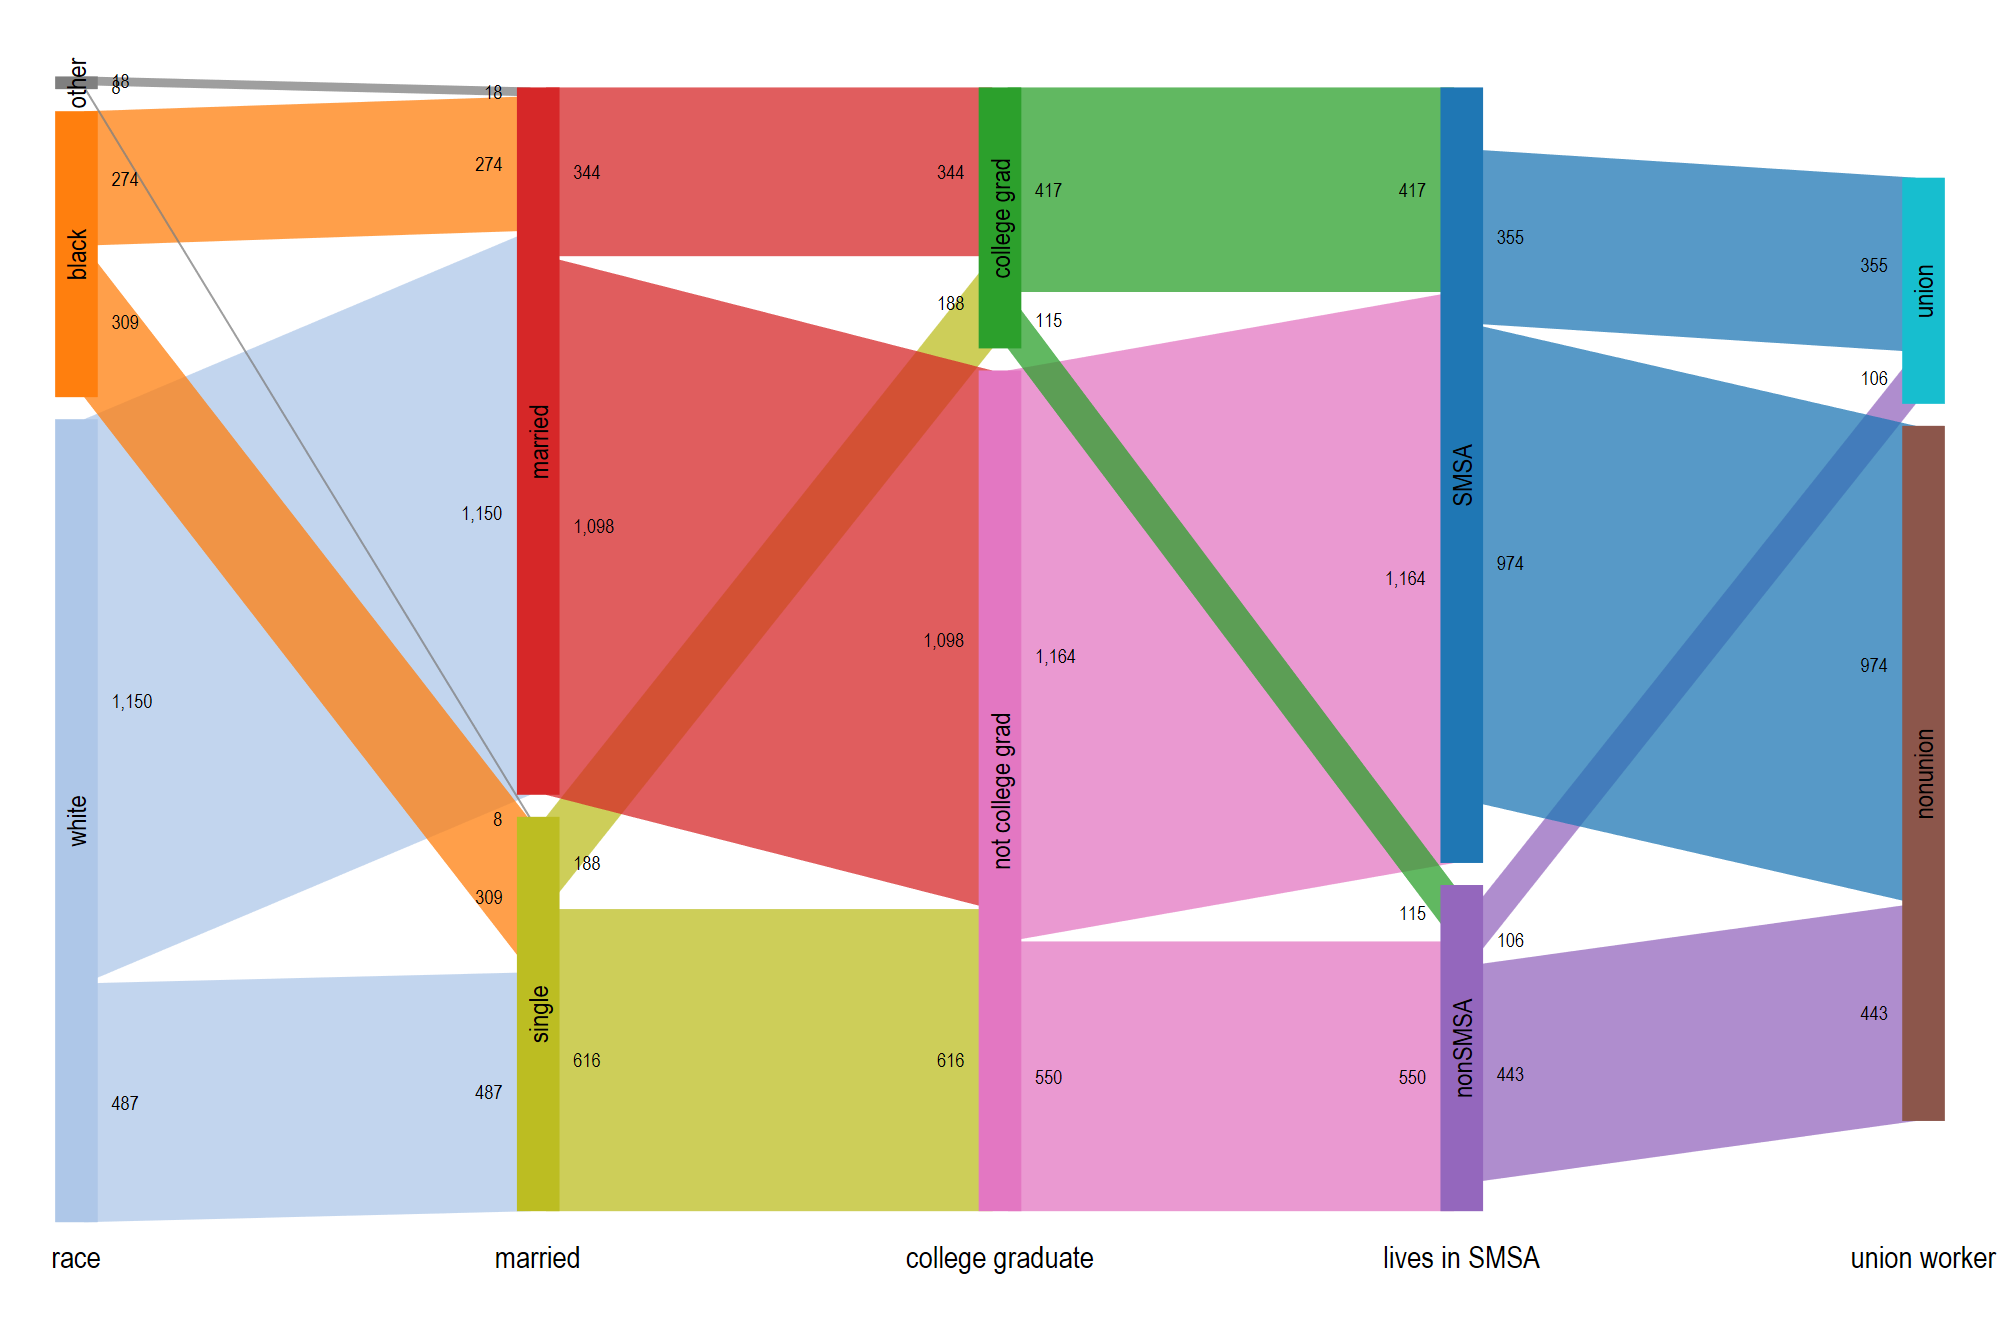 other
18
8
18
black
274
274
309
white
1,150
1,150
487
8
309
487
married
344
344
1,098
1,098
single
188
188
616
616
college grad
417
417
115
115
not college grad
1,164
1,164
550
550
SMSA
355
355
974
974
nonSMSA
106
106
443
443
union
nonunion
race
married
college graduate
lives in SMSA
union worker